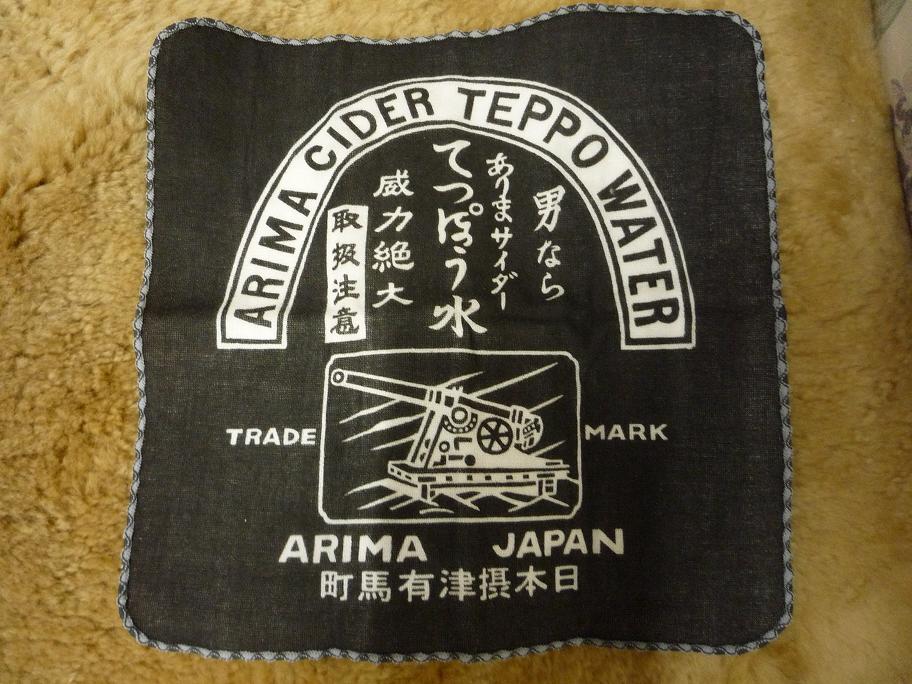 ARIMA CIDER TEPPO WATER
男なら
ありまサイダー
てっぽう水
威力絶大
取扱注意
TRADE MARK
ARIMA JAPAN
町馬有津摂本日